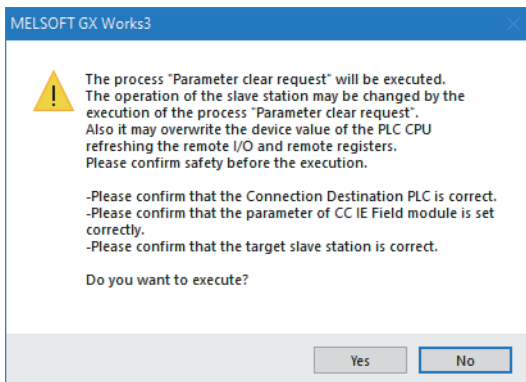 MELSOFT GX Works3
The process "Parameter clear request" will be executed.
The operation of the slave station may be changed by the
execution of the process "Parameter clear request".
Also it may overwrite the device value of the PLC CPU
refreshing the remote I/O and remote registers.
Please confirm safety before the execution.
-Please confirm that the Connection Destination PLC is correct.
-Please confirm that the parameter of CC IE Field module is set
correctly.
-Please confirm that the target slave station is correct.
Do you want to execute?
Yes
No